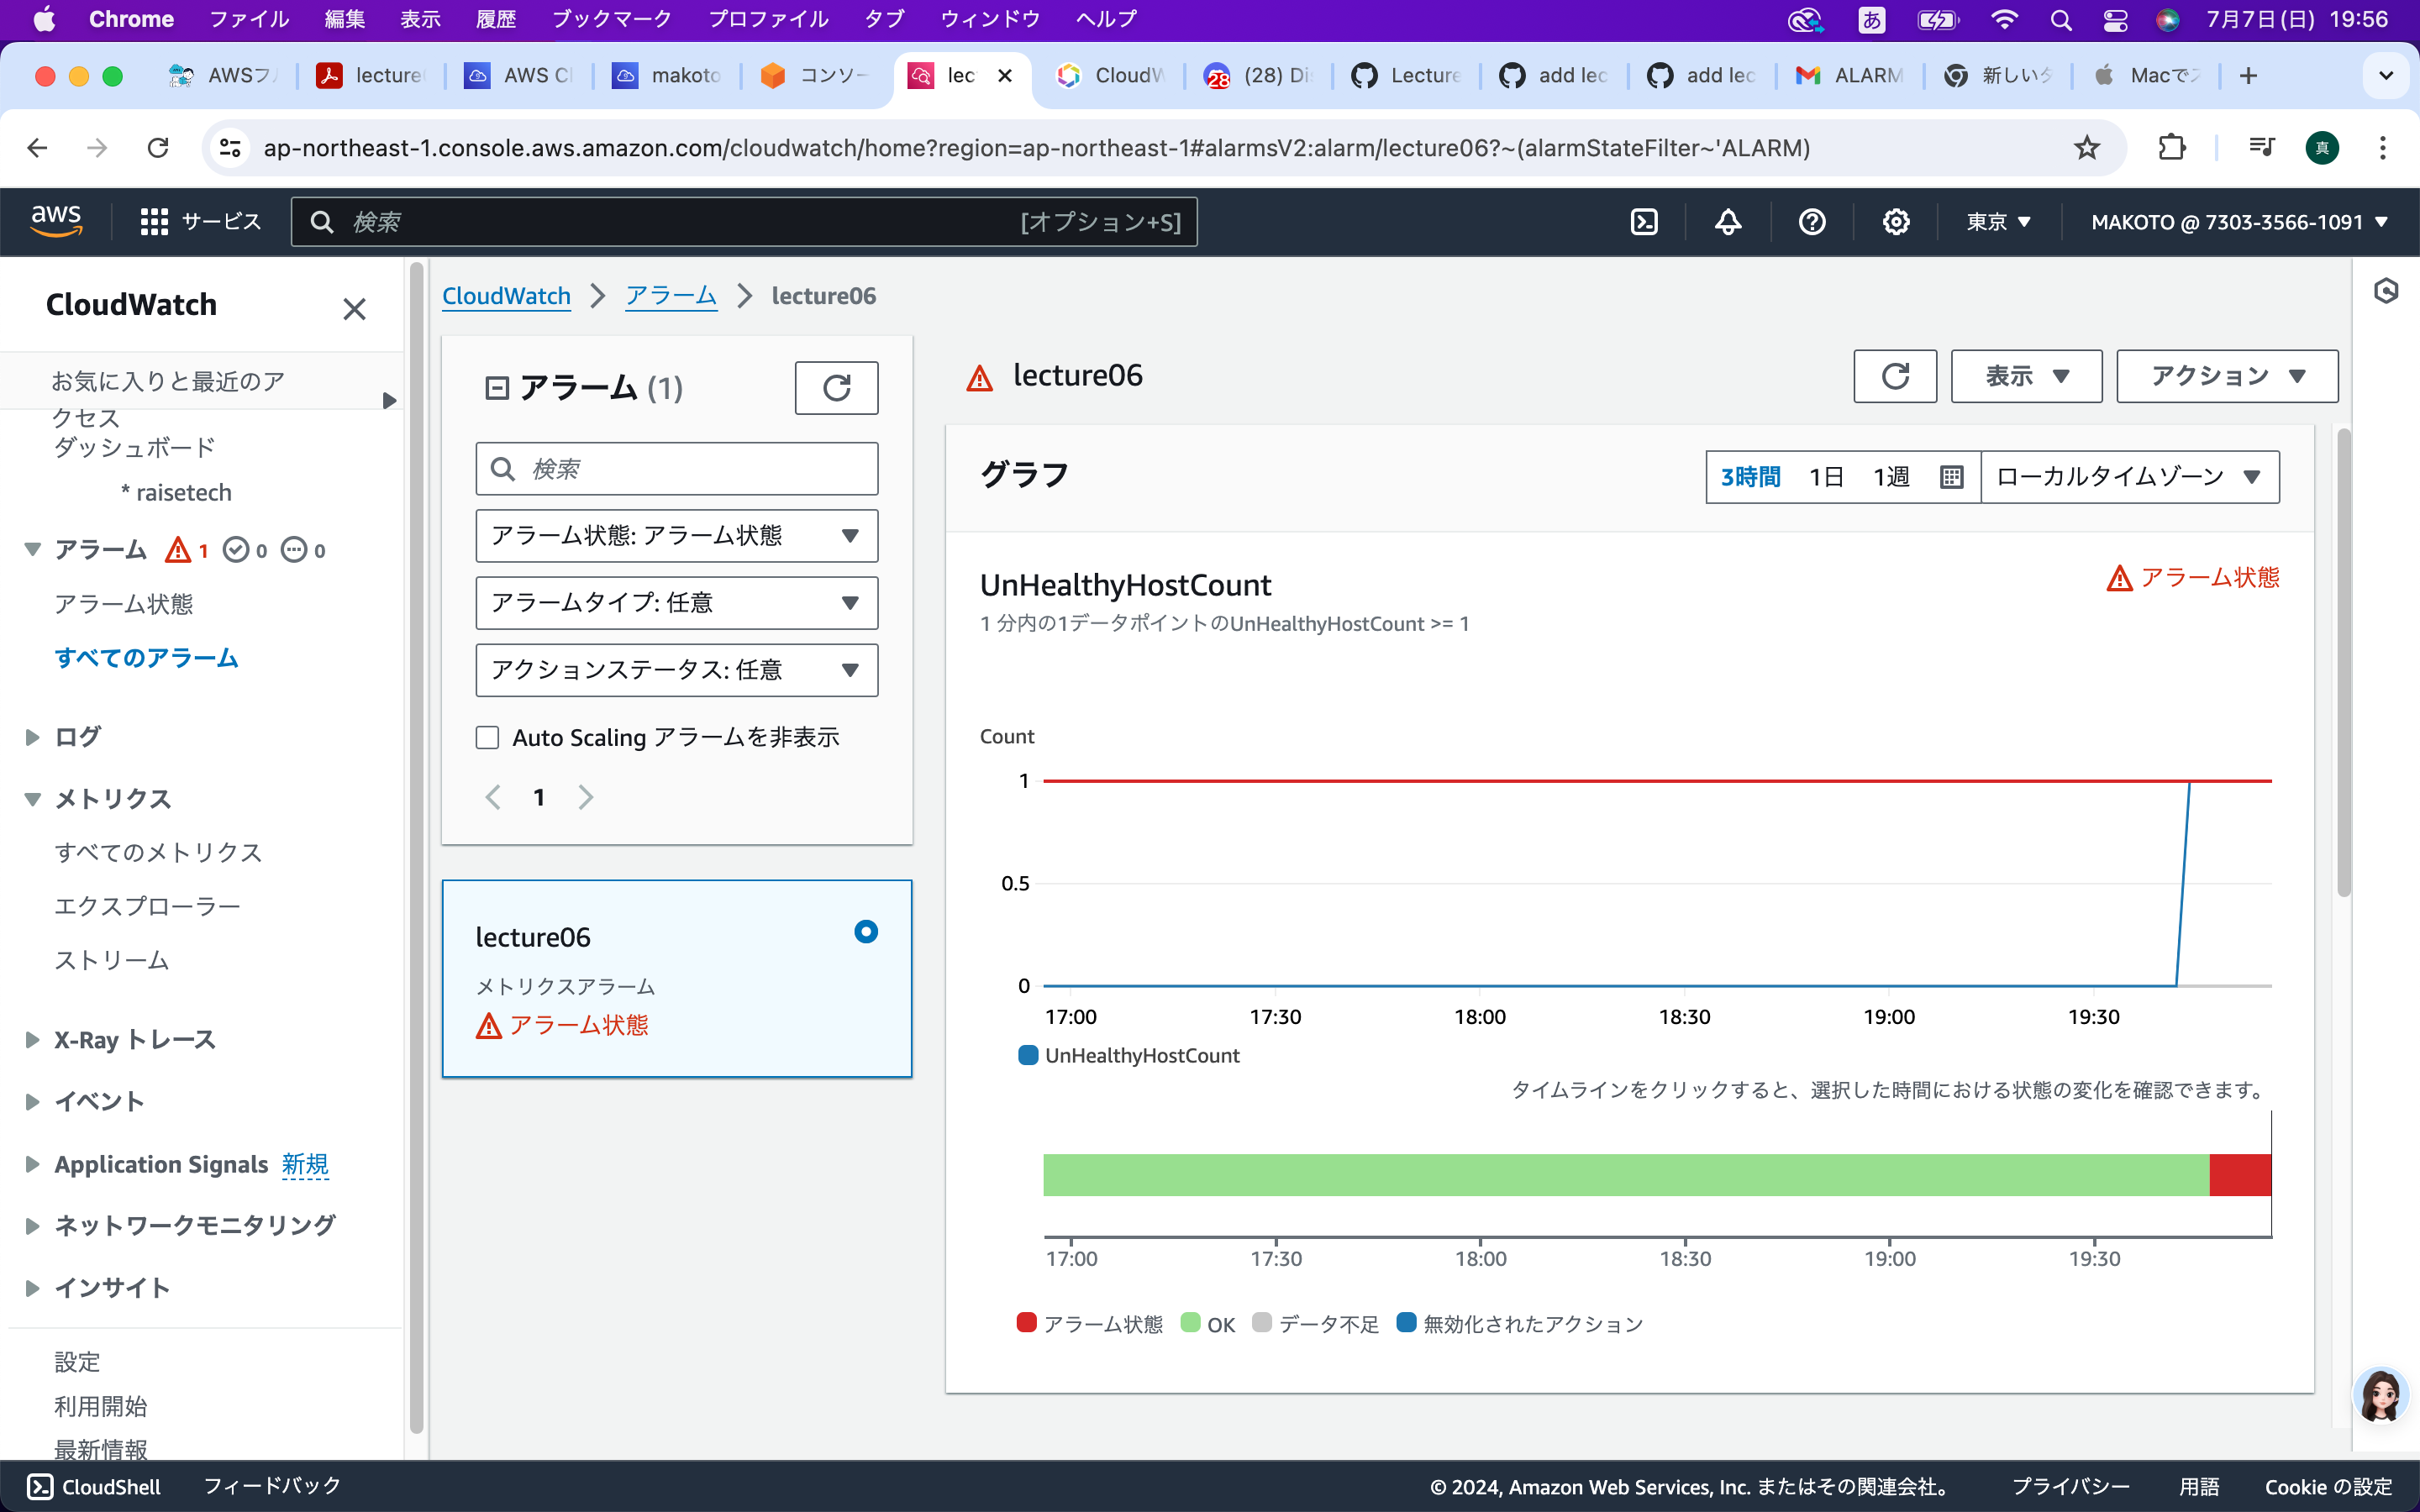 Chrome ファイル 編集 表示 履歴 ブックマーク プロファイル タブ ウィンドウ ヘルプ あ 7月7日(日) 19:56
AWSフ lecture AWS C makoto コンソー lec CloudW (28) Di Lecture add lec add lec ALARM 新しいタ Macでス
ap-northeast-1.console.aws.amazon.com/cloudwatch/home?region=ap-northeast-1#alarmsV2:alarm/lecture06?~(alarmStateFilter~'ALARM) 真
aws サービス 検索 [オプション+S] 東京 MAKOTO @ 7303-3566-1091
CloudWatch
お気に入りと最近のア
クセス
ダッシュボード
* raisetech
アラーム 1 0 0
アラーム状態
すべてのアラーム
ログ
メトリクス
すべてのメトリクス
エクスプローラー
ストリーム
X-Ray トレース
イベント
Application Signals 新規
ネットワークモニタリング
インサイト
設定
利用開始
最新情報
CloudWatch アラーム lecture06
アラーム (1)
検索
アラーム状態: アラーム状態
アラームタイプ: 任意
アクションステータス: 任意
Auto Scaling アラームを非表示
1
lecture06
メトリクスアラーム
アラーム状態
lecture06 表示 アクション
グラフ 3時間 1日 1週 ローカルタイムゾーン
UnHealthyHostCount アラーム状態
1 分内の1データポイントのUnHealthyHostCount >= 1
Count
1
0.5
0
17:00 17:30 18:00 18:30 19:00 19:30
UnHealthyHostCount
タイムラインをクリックすると、選択した時間における状態の変化を確認できます。
17:00 17:30 18:00 18:30 19:00 19:30
アラーム状態 OK データ不足 無効化されたアクション
CloudShell フィードバック © 2024, Amazon Web Services, Inc. またはその関連会社。 プライバシー 用語 Cookie の設定